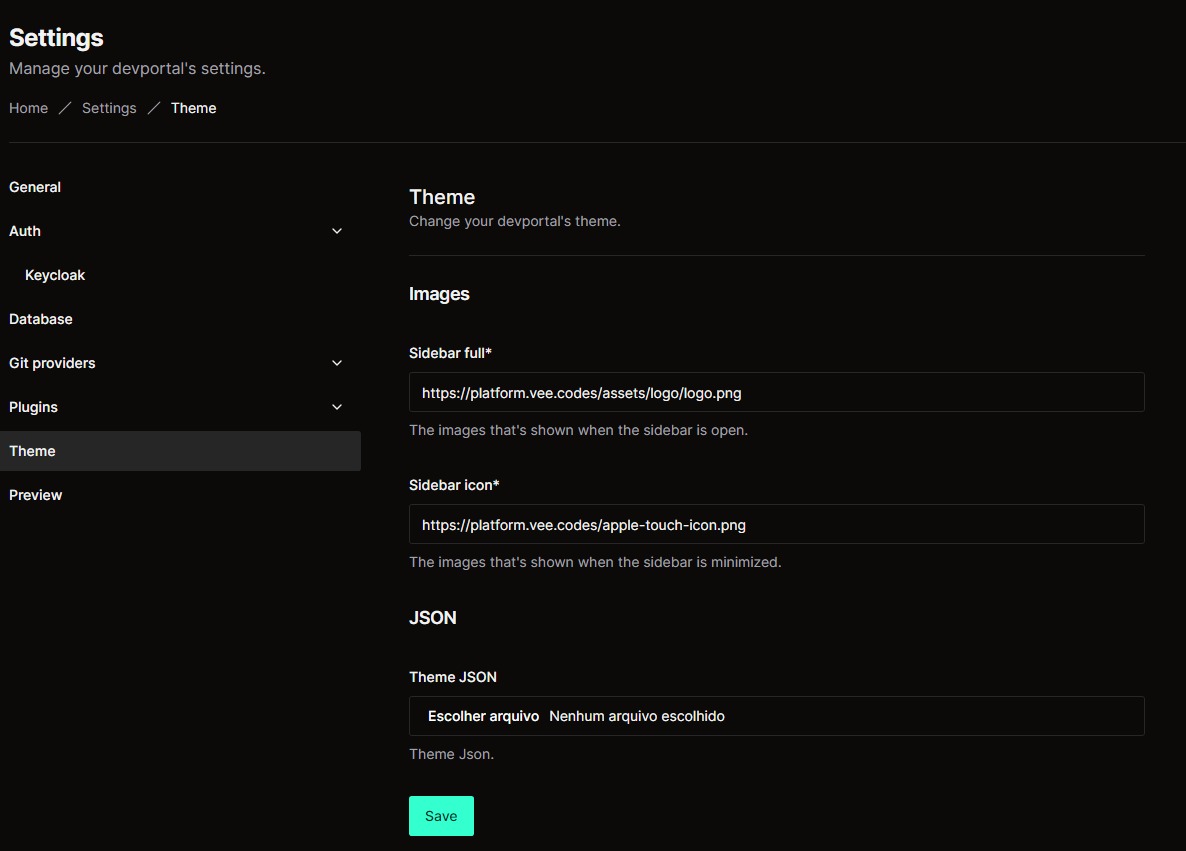 Settings
Manage your devportal's settings.
Home / Settings / Theme
General
Auth
Keycloak
Database
Git providers
Plugins
Theme
Preview
Theme
Change your devportal's theme.
Images
Sidebar full*
https://platform.vee.codes/assets/logo/logo.png
The images that's shown when the sidebar is open.
Sidebar icon*
https://platform.vee.codes/apple-touch-icon.png
The images that's shown when the sidebar is minimized.
JSON
Theme JSON
Escolher arquivo Nenhum arquivo escolhido
Theme Json.
Save